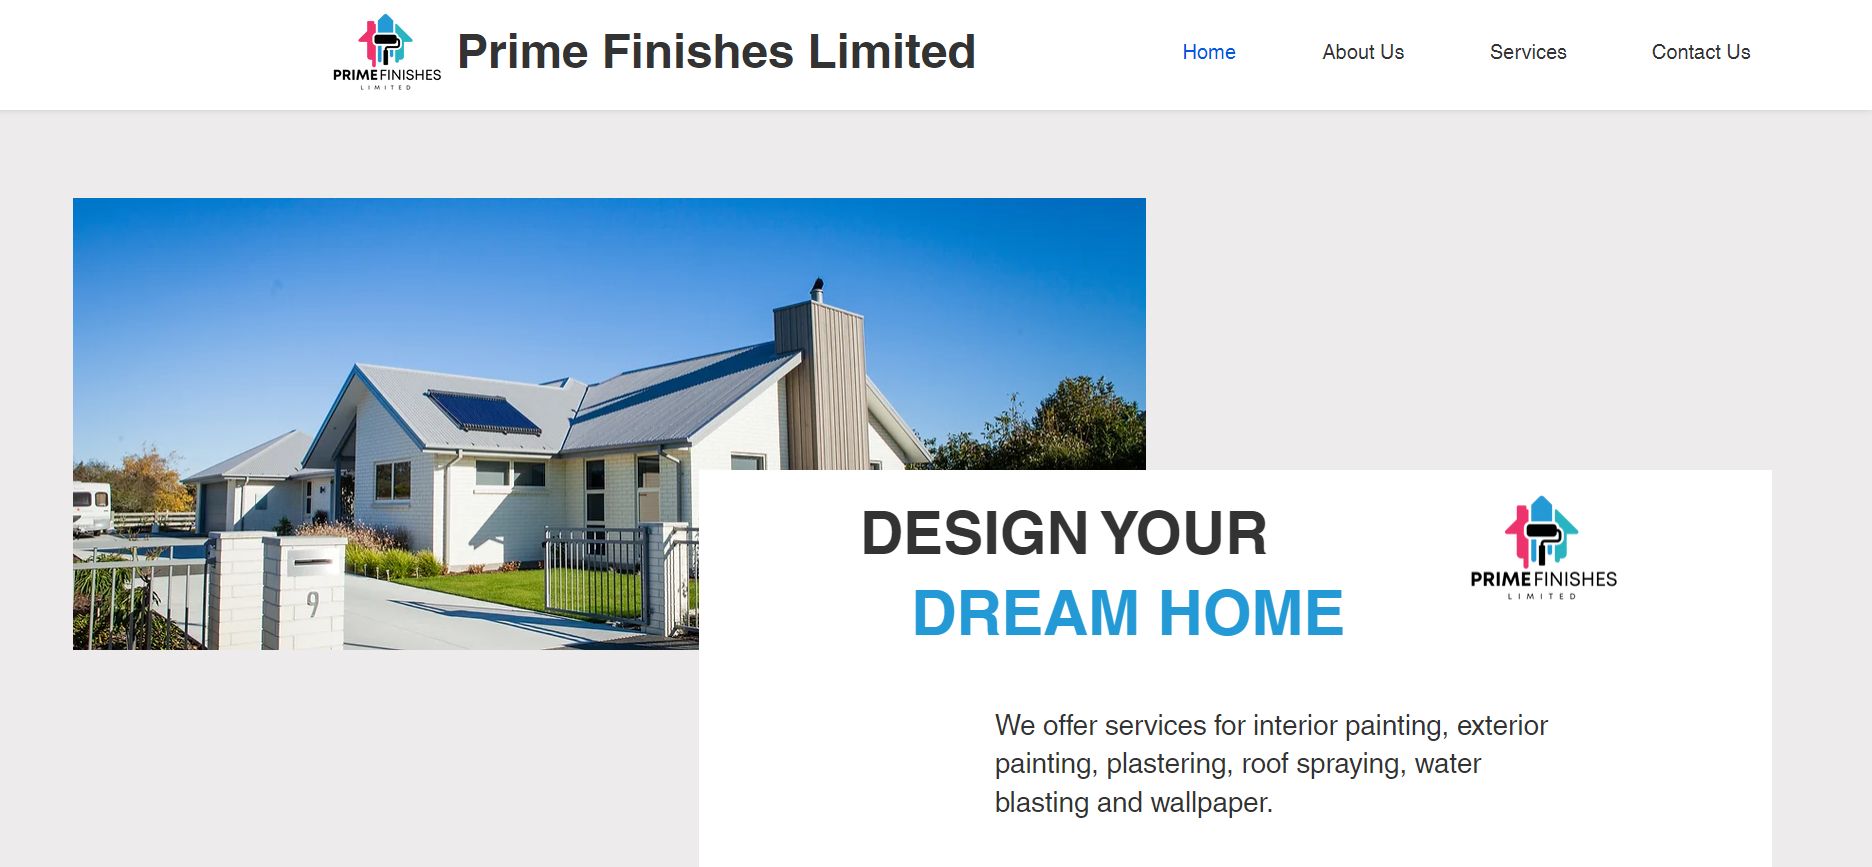 PRIMEFINISHES
LIMITED
Prime Finishes Limited
Home
About Us
Services
Contact Us
9
DESIGN YOUR
DREAM HOME
PRIMEFINISHES
LIMITED
We offer services for interior painting, exterior
painting, plastering, roof spraying, water
blasting and wallpaper.